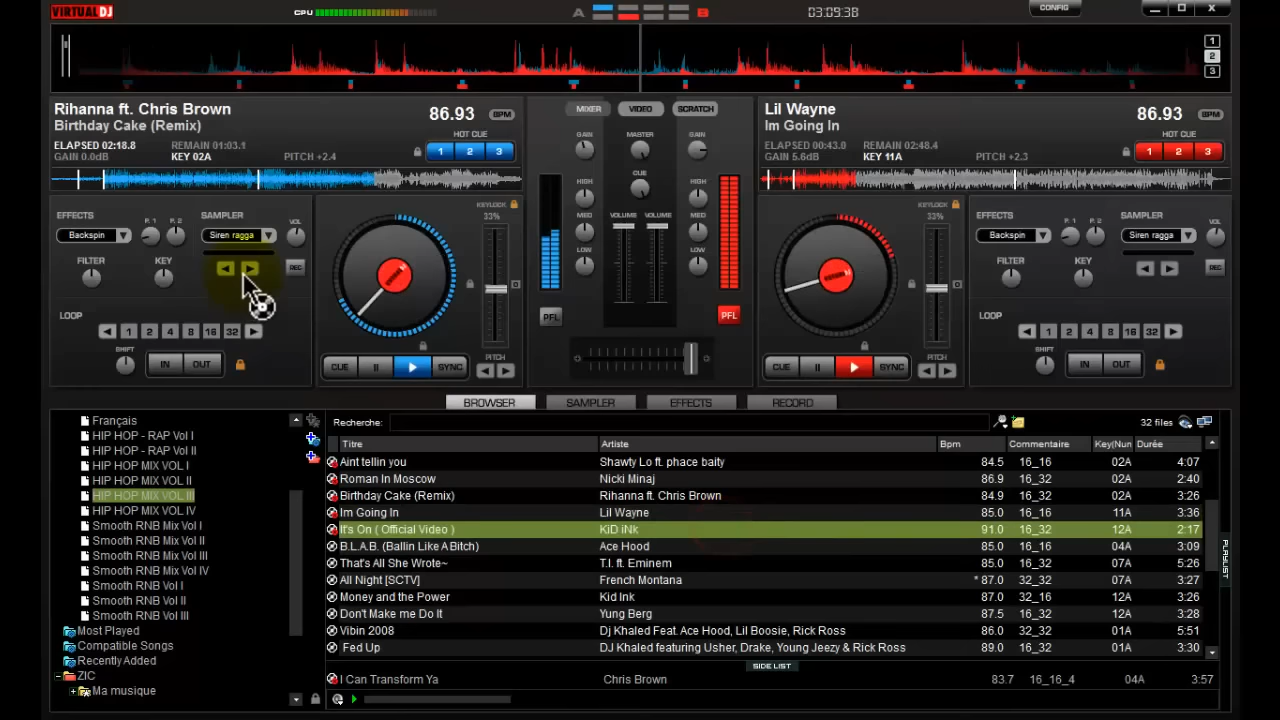 VIRTUALDJ CPU A B 03:09:38 CONFIG
1
2
3
Rihanna ft. Chris Brown 86.93 BPM
Birthday Cake (Remix)
HOT CUE
ELAPSED 02:18.8 REMAIN 01:03.1 1 2 3
GAIN 0.0dB KEY 02A PITCH +2.4
MIXER VIDEO SCRATCH
GAIN MASTER GAIN
HIGH CUE HIGH
MED VOLUME VOLUME MED
LOW LOW
PFL PFL
Lil Wayne 86.93 BPM
Im Going In
HOT CUE
ELAPSED 00:43.0 REMAIN 02:48.4 1 2 3
GAIN 5.6dB KEY 11A PITCH +2.3
EFFECTS P. 1 P. 2 SAMPLER VOL
Backspin Siren ragga
FILTER KEY REC
LOOP
1 2 4 8 16 32
SHIFT IN OUT
KEYLOCK
33%
CUE II SYNC PITCH
KEYLOCK
33%
CUE II SYNC PITCH
EFFECTS P. 1 P. 2 SAMPLER VOL
Backspin Siren ragga
FILTER KEY REC
LOOP
1 2 4 8 16 32
SHIFT IN OUT
BROWSER SAMPLER EFFECTS RECORD
Français
HIP HOP - RAP Vol I
HIP HOP - RAP Vol II
HIP HOP MIX VOL I
HIP HOP MIX VOL II
HIP HOP MIX VOL III
HIP HOP MIX VOL IV
Smooth RNB Mix Vol I
Smooth RNB Mix Vol II
Smooth RNB Mix Vol III
Smooth RNB Mix Vol IV
Smooth RNB Vol I
Smooth RNB Vol II
Smooth RNB Vol III
Most Played
Compatible Songs
Recently Added
ZIC
Ma musique
Recherche: 32 files
Titre Artiste Bpm Commentaire Key(Nun Durée
Aint tellin you Shawty Lo ft. phace baity 84.5 16_16 02A 4:07
Roman In Moscow Nicki Minaj 86.9 16_32 02A 2:40
Birthday Cake (Remix) Rihanna ft. Chris Brown 84.9 16_32 02A 3:26
Im Going In Lil Wayne 85.0 16_16 11A 3:36
It's On ( Official Video ) KiD iNk 91.0 16_32 12A 2:17
B.L.A.B. (Ballin Like A Bitch) Ace Hood 85.0 16_16 04A 3:09
That's All She Wrote~ T.I. ft. Eminem 85.0 16_32 07A 5:26
All Night [SCTV] French Montana * 87.0 32_32 07A 3:27
Money and the Power Kid Ink 87.0 32_16 12A 3:26
Don't Make me Do It Yung Berg 87.5 16_32 12A 3:28
Vibin 2008 Dj Khaled Feat. Ace Hood, Lil Boosie, Rick Ross 86.0 32_32 01A 5:51
Fed Up DJ Khaled featuring Usher, Drake, Young Jeezy & Rick Ross 89.0 16_32 01A 3:30
SIDE LIST
I Can Transform Ya Chris Brown 83.7 16_16_4 04A 3:57
PLAYLIST